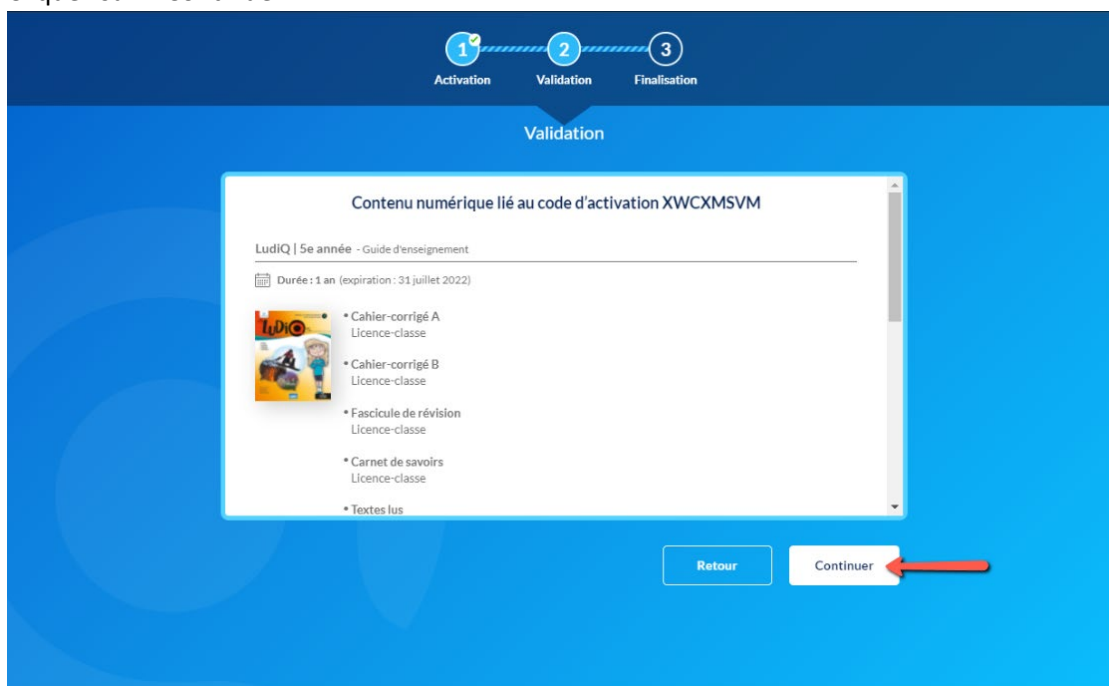 1 2 3
Activation Validation Finalisation
Validation
Contenu numérique lié au code d'activation XWCXMSVM
LudiQ | 5e année - Guide d'enseignement
Durée : 1 an (expiration : 31 juillet 2022)
LUDIQ
• Cahier-corrigé A
Licence-classe
• Cahier-corrigé B
Licence-classe
• Fascicule de révision
Licence-classe
• Carnet de savoirs
Licence-classe
• Textes lus
Retour Continuer